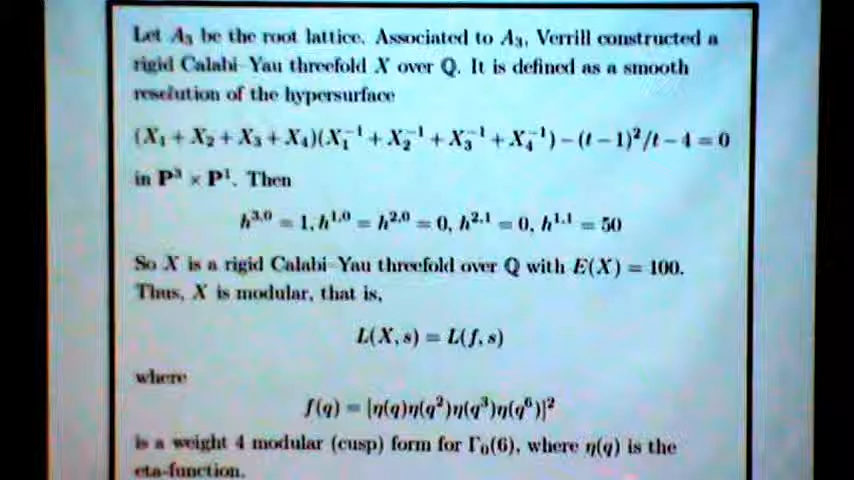 Let A₃ be the root lattice. Associated to A₃, Verrill constructed a
rigid Calabi–Yau threefold X over Q. It is defined as a smooth
resolution of the hypersurface
(X₁ + X₂ + X₃ + X₄)(X₁⁻¹ + X₂⁻¹ + X₃⁻¹ + X₄⁻¹) − (t − 1)²/t − 4 = 0
in P³ × P¹. Then
h³,⁰ = 1, h¹,⁰ = h²,⁰ = 0, h²,¹ = 0, h¹,¹ = 50
So X is a rigid Calabi–Yau threefold over Q with E(X) = 100.
Thus, X is modular, that is,
L(X, s) = L(f, s)
where
f(q) = [η(q)η(q²)η(q³)η(q⁶)]²
is a weight 4 modular (cusp) form for Γ₀(6), where η(q) is the
eta-function.